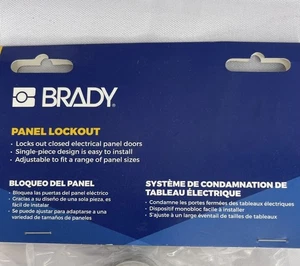 BRADY.
PANEL LOCKOUT
- Locks out closed electrical panel doors
- Single-piece design is easy to install
- Adjustable to fit a range of panel sizes
BLOQUEO DEL PANEL
- Bloquea las puertas del panel eléctrico
- Gracias a su diseño de una sola pieza, es
fácil de instalar
- Se puede ajustar para adaptarse a una
variedad de tamaños de paneles
SYSTÈME DE CONDAMNATION DE
TABLEAU ÉLECTRIQUE
- Condamne les portes fermées des tableaux électriques
- Dispositif monobloc facile à installer
- S'ajuste à un large éventail de tailles de tableaux